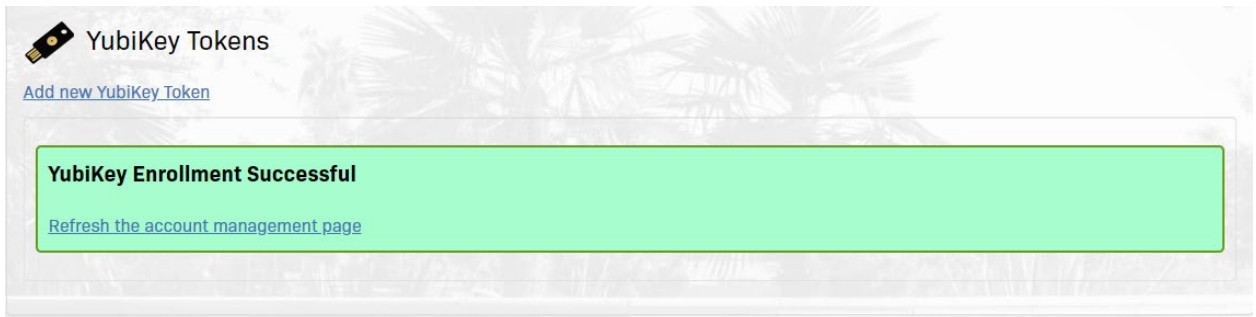 YubiKey Tokens
Add new YubiKey Token
YubiKey Enrollment Successful
Refresh the account management page